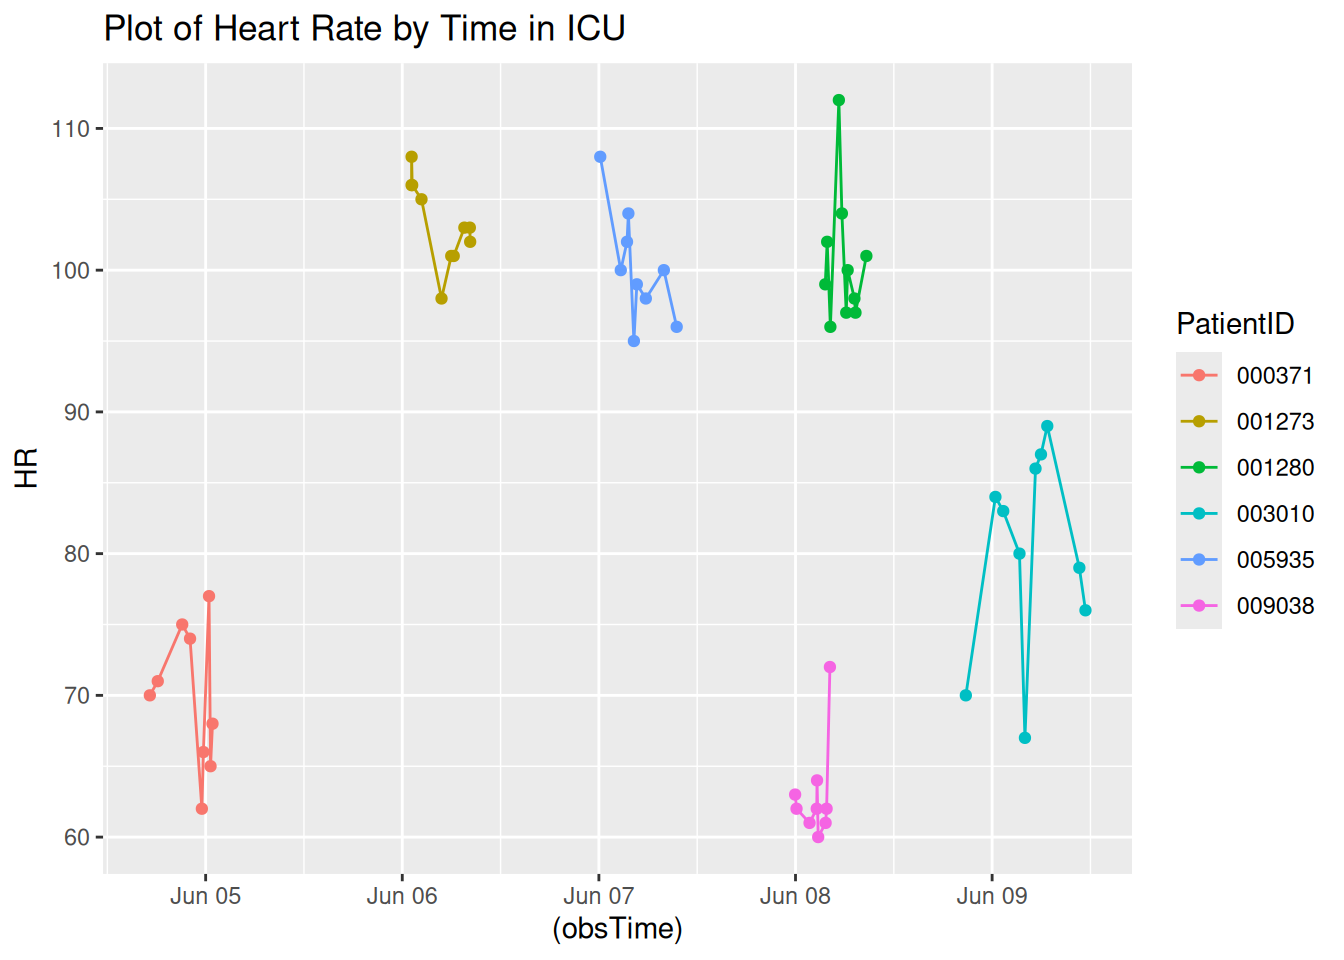 Plot of Heart Rate by Time in ICU
HR
110
100
90
80
70
60
Jun 05 Jun 06 Jun 07 Jun 08 Jun 09
(obsTime)
PatientID
000371
001273
001280
003010
005935
009038